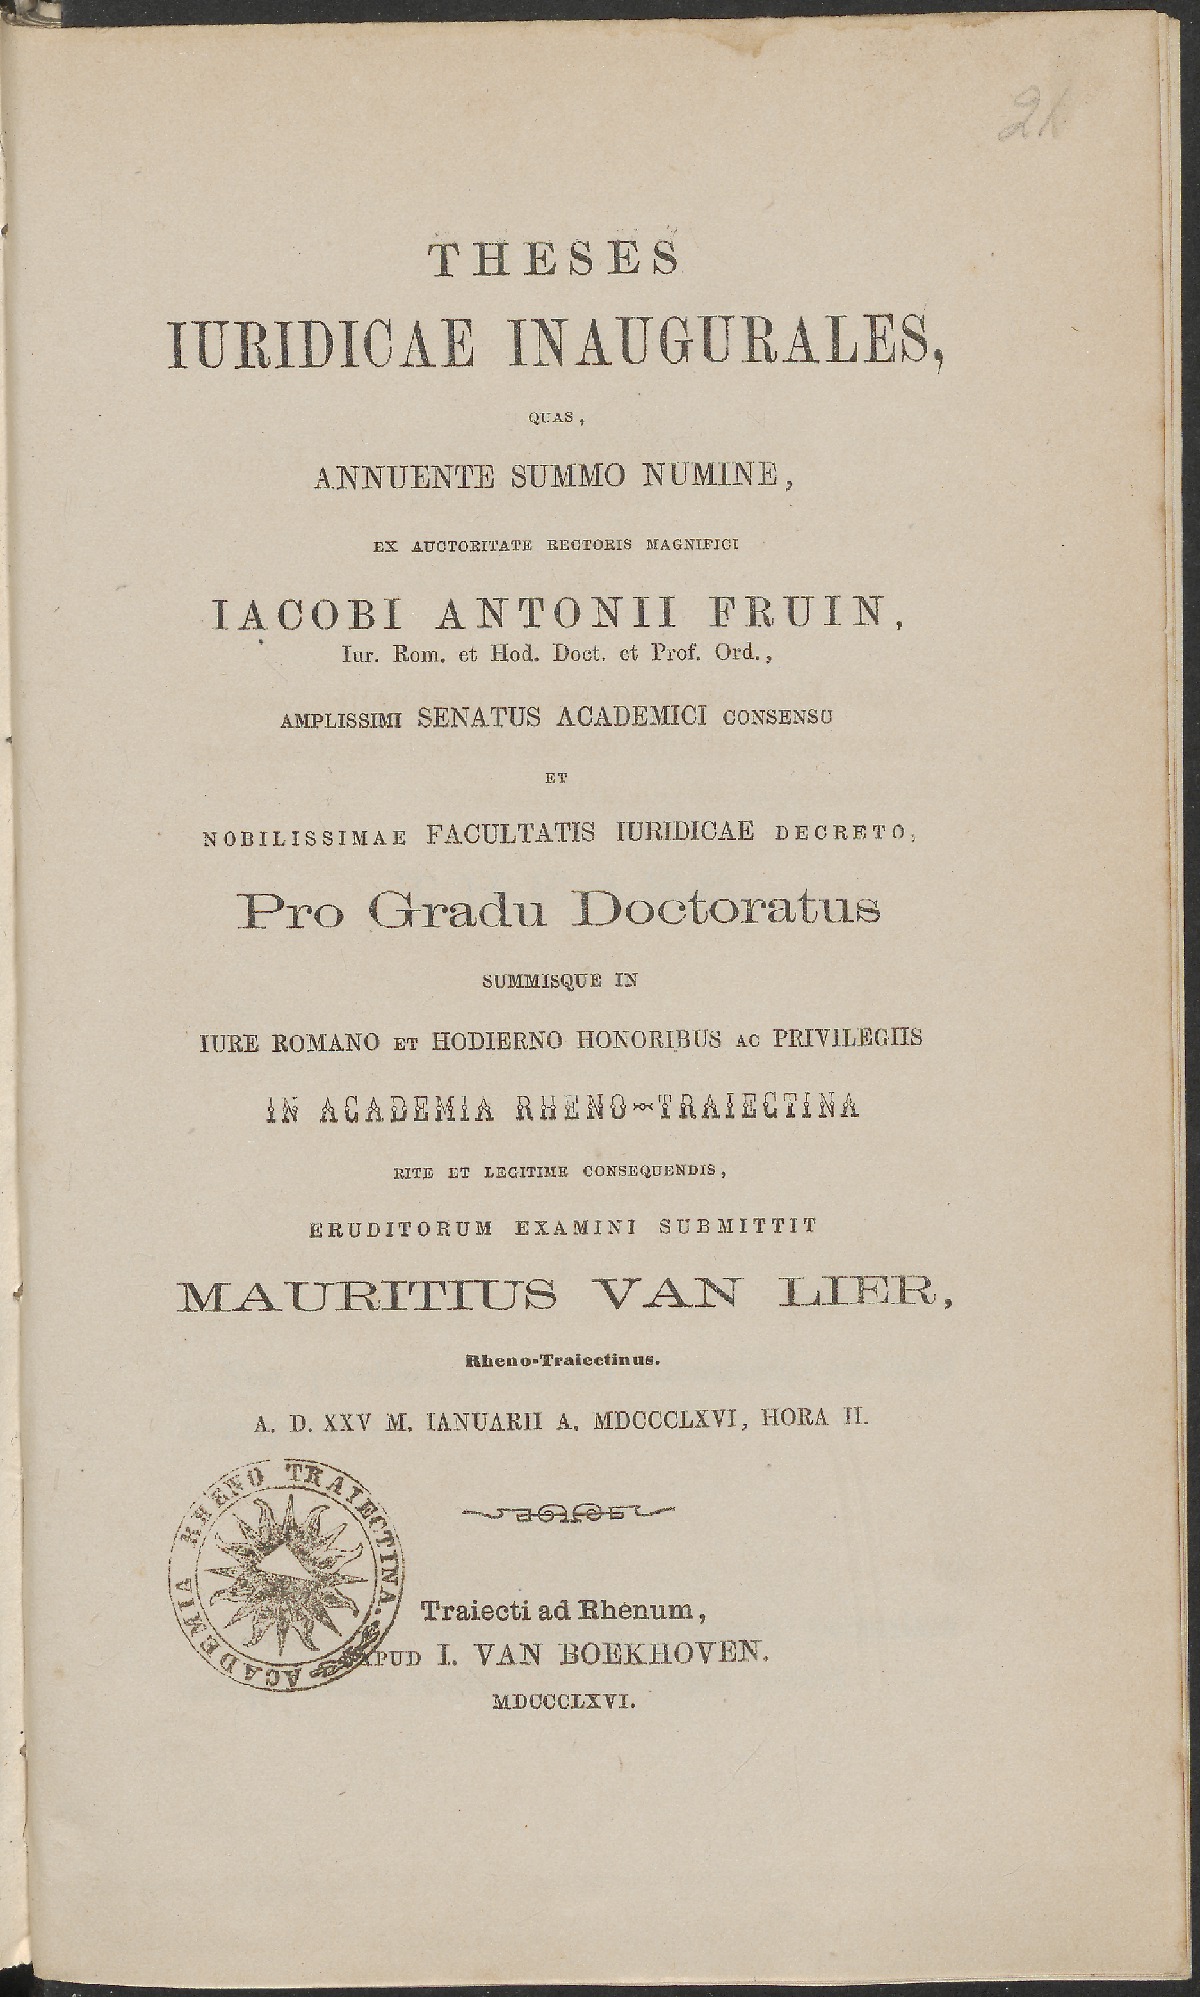 THESES
IURIDICAE INAUGURALES,
QUAS,
ANNUENTE SUMMO NUMINE,
EX AUCTORITATE RECTORIS MAGNIFICI
IACOBI ANTONII FRUIN,
Iur. Rom. et Hod. Doct. et Prof. Ord.,
AMPLISSIMI SENATUS ACADEMICI CONSENSU
ET
NOBILISSIMAE FACULTATIS IURIDICAE DECRETO,
Pro Gradu Doctoratus
SUMMISQUE IN
IURE ROMANO ET HODIERNO HONORIBUS AC PRIVILEGIIS
IN ACADEMIA RHENO-TRAIECTINA
RITE ET LEGITIME CONSEQUENDIS,
ERUDITORUM EXAMINI SUBMITTIT
MAURITIUS VAN LIER,
Rheno-Traiectinus.
A. D. XXV M. IANUARII A. MDCCCLXVI, HORA II.
ACADEMIA RHENO TRAIECTINA.
Traiecti ad Rhenum,
APUD I. VAN BOEKHOVEN.
MDCCCLXVI.